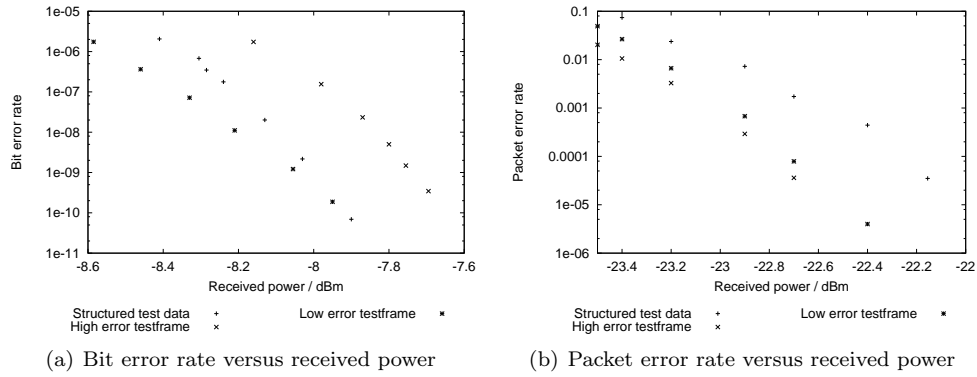 1e-05
1e-06
1e-07
1e-08
1e-09
1e-10
1e-11
Bit error rate
-8.6
-8.4
-8.2
-8
-7.8
-7.6
Received power / dBm
Structured test data
High error testframe
Low error testframe
(a) Bit error rate versus received power
0.1
0.01
0.001
0.0001
1e-05
1e-06
Packet error rate
-23.4
-23.2
-23
-22.8
-22.6
-22.4
-22.2
-22
Received power / dBm
Structured test data
High error testframe
Low error testframe
(b) Packet error rate versus received power